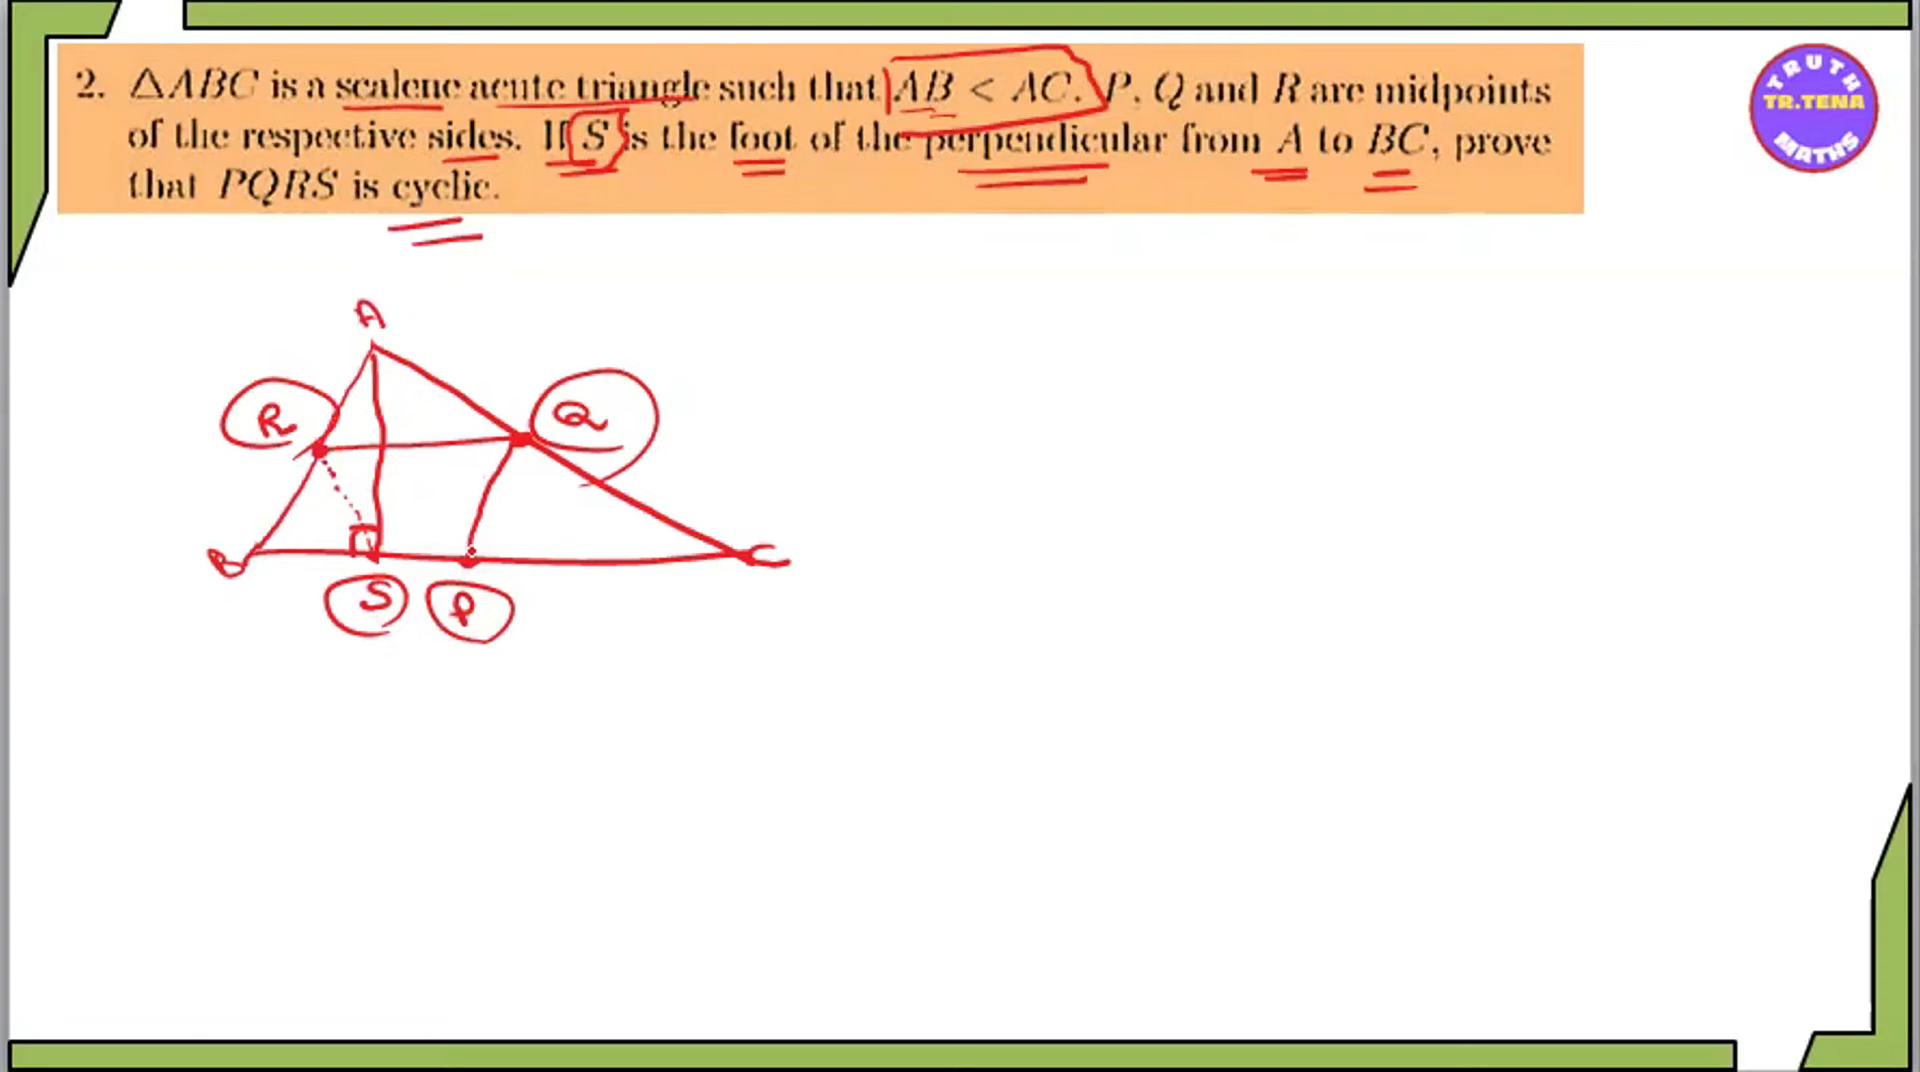 2. △ABC is a scalene acute triangle such that AB < AC. P, Q and R are midpoints
of the respective sides. If S is the foot of the perpendicular from A to BC, prove
that PQRS is cyclic.
TRUTH
TR.TENA
MATHS
A
R
Q
B
C
S
P